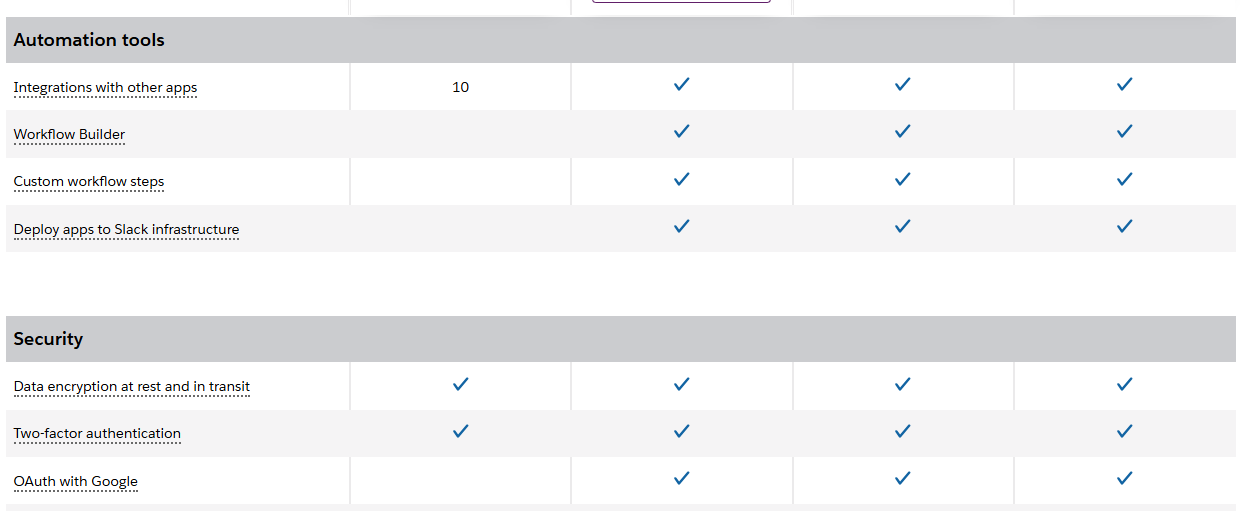 Automation tools
Integrations with other apps 10
Workflow Builder
Custom workflow steps
Deploy apps to Slack infrastructure
Security
Data encryption at rest and in transit
Two-factor authentication
OAuth with Google